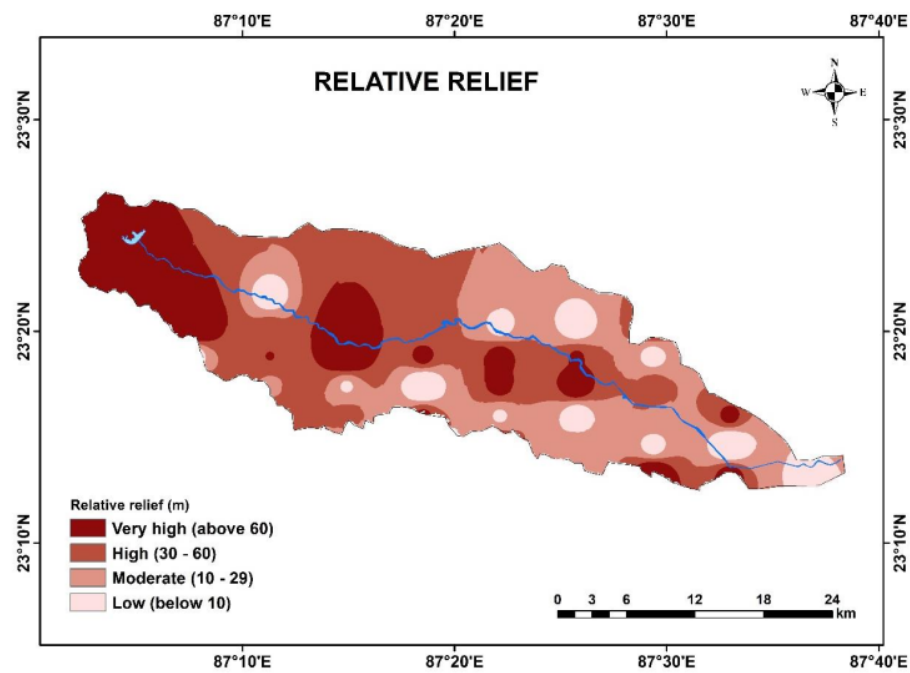 87°10'E 87°20'E 87°30'E 87°40'E
RELATIVE RELIEF
N
W E
S
23°30'N 23°30'N
23°20'N 23°20'N
23°10'N 23°10'N
Relative relief (m)
Very high (above 60)
High (30 - 60)
Moderate (10 - 29)
Low (below 10)
0 3 6 12 18 24
km
87°10'E 87°20'E 87°30'E 87°40'E